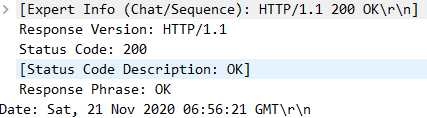 [Expert Info (Chat/Sequence): HTTP/1.1 200 OK\r\n]
Response Version: HTTP/1.1
Status Code: 200
[Status Code Description: OK]
Response Phrase: OK
Date: Sat, 21 Nov 2020 06:56:21 GMT\r\n